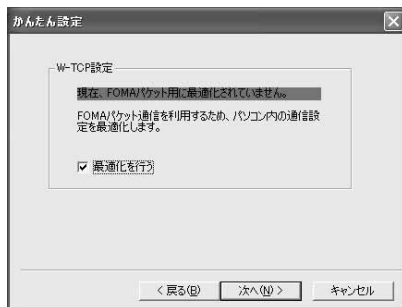 かんたん設定
W-TCP設定
現在、FOMAパケット用に最適化されていません。
FOMAパケット通信を利用するため、パソコン内の通信設
定を最適化します。
最適化を行う
< 戻る(B)
次へ(N) >
キャンセル